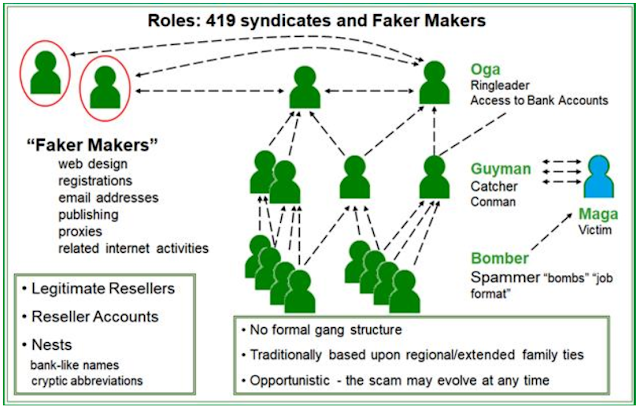 Roles: 419 syndicates and Faker Makers
Oga
Ringleader
Access to Bank Accounts
“Faker Makers”
web design
registrations
email addresses
publishing
proxies
related internet activities
Guyman
Catcher
Conman
Maga
Victim
Bomber
Spammer “bombs” “job
format”
• Legitimate Resellers
• Reseller Accounts
• Nests
bank-like names
cryptic abbreviations
• No formal gang structure
• Traditionally based upon regional/extended family ties
• Opportunistic - the scam may evolve at any time